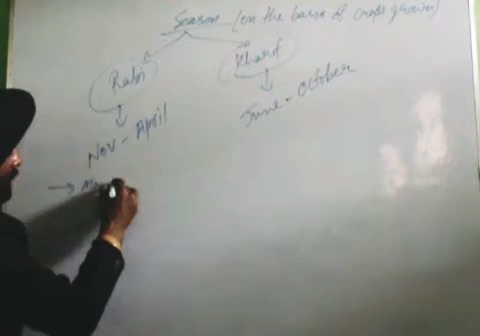 Season (on the basis of crops grown)
Rabi Kharif
Nov - April June - October